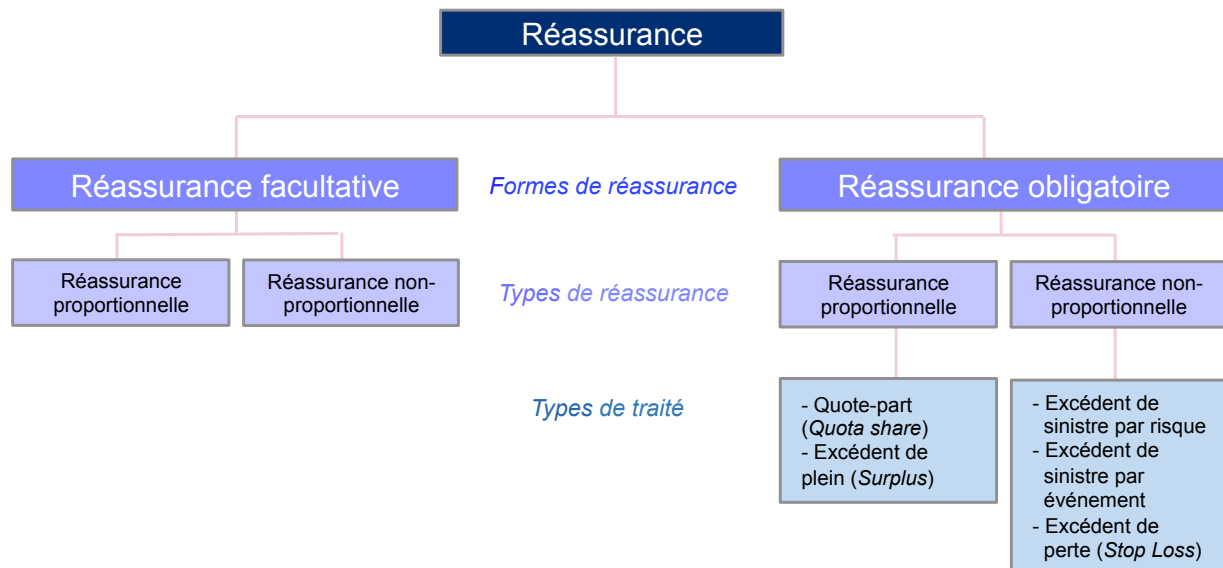 Réassurance
Réassurance facultative
Formes de réassurance
Réassurance obligatoire
Réassurance
proportionnelle
Réassurance non-
proportionnelle
Types de réassurance
Réassurance
proportionnelle
Réassurance non-
proportionnelle
Types de traité
- Quote-part
(Quota share)
- Excédent de
plein (Surplus)
- Excédent de
sinistre par risque
- Excédent de
sinistre par
événement
- Excédent de
perte (Stop Loss)